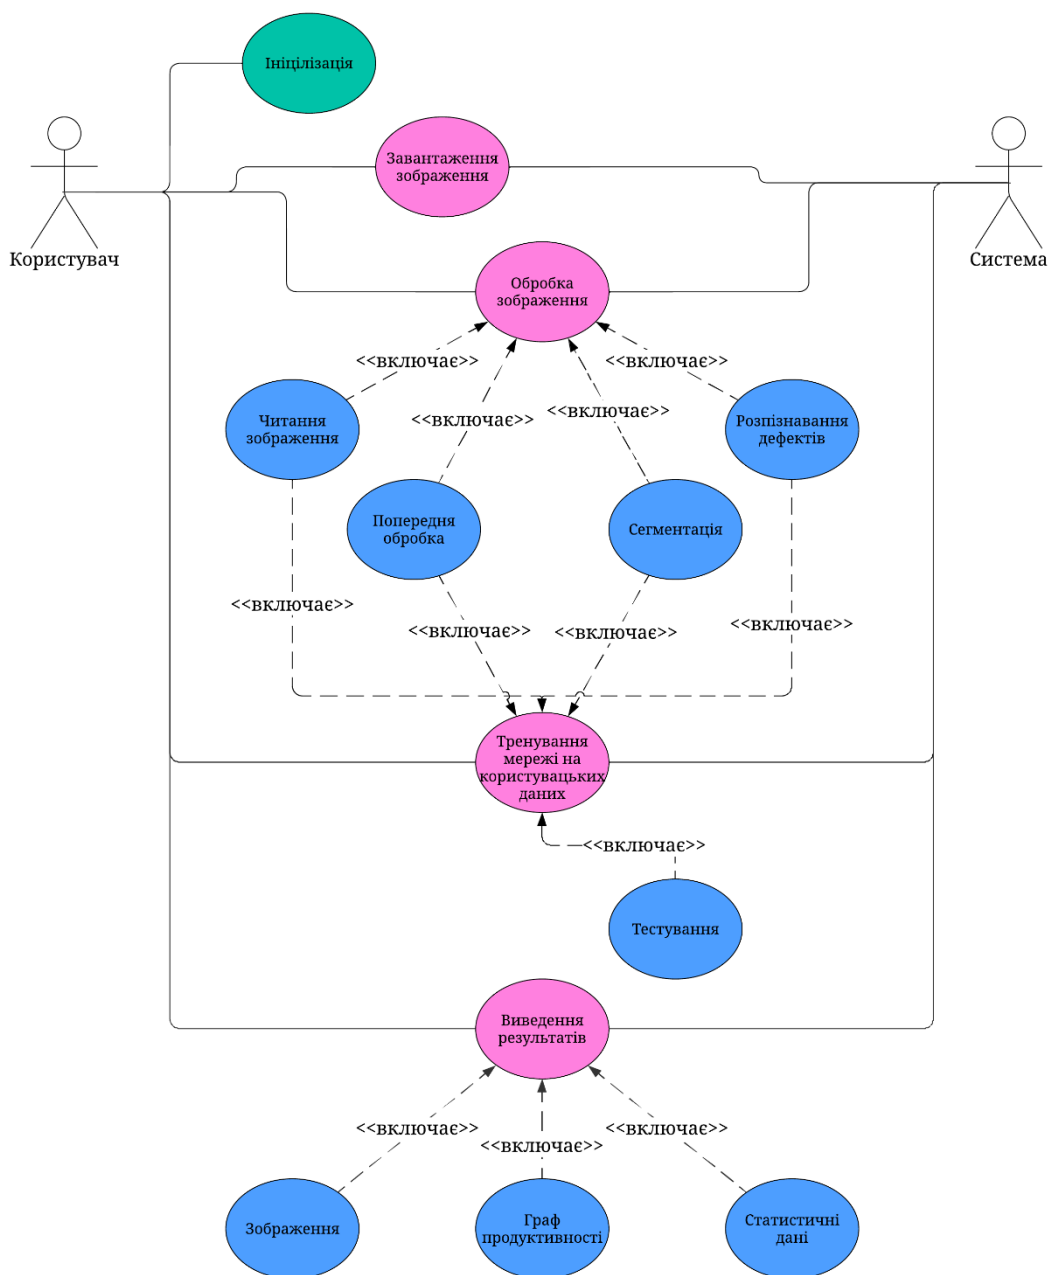 Ініцілізація
Завантаження
зображення
Користувач
Система
Обробка
зображення
<<включає>>
<<включає>>
<<включає>>
<<включає>>
Читання
зображення
Розпізнавання
дефектів
Попередня
обробка
Сегментація
<<включає>>
<<включає>>
<<включає>>
<<включає>>
Тренування
мережі на
користувацьких
даних
<<включає>>
Тестування
Виведення
результатів
<<включає>>
<<включає>>
<<включає>>
Зображення
Граф
продуктивності
Статистичні
дані